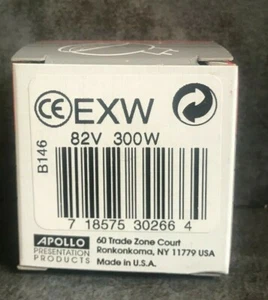 CE EXW
82V 300W
B146
7 18575 30266 4
APOLLO
PRESENTATION
PRODUCTS
60 Trade Zone Court
Ronkonkoma, NY 11779 USA
Made in U.S.A.